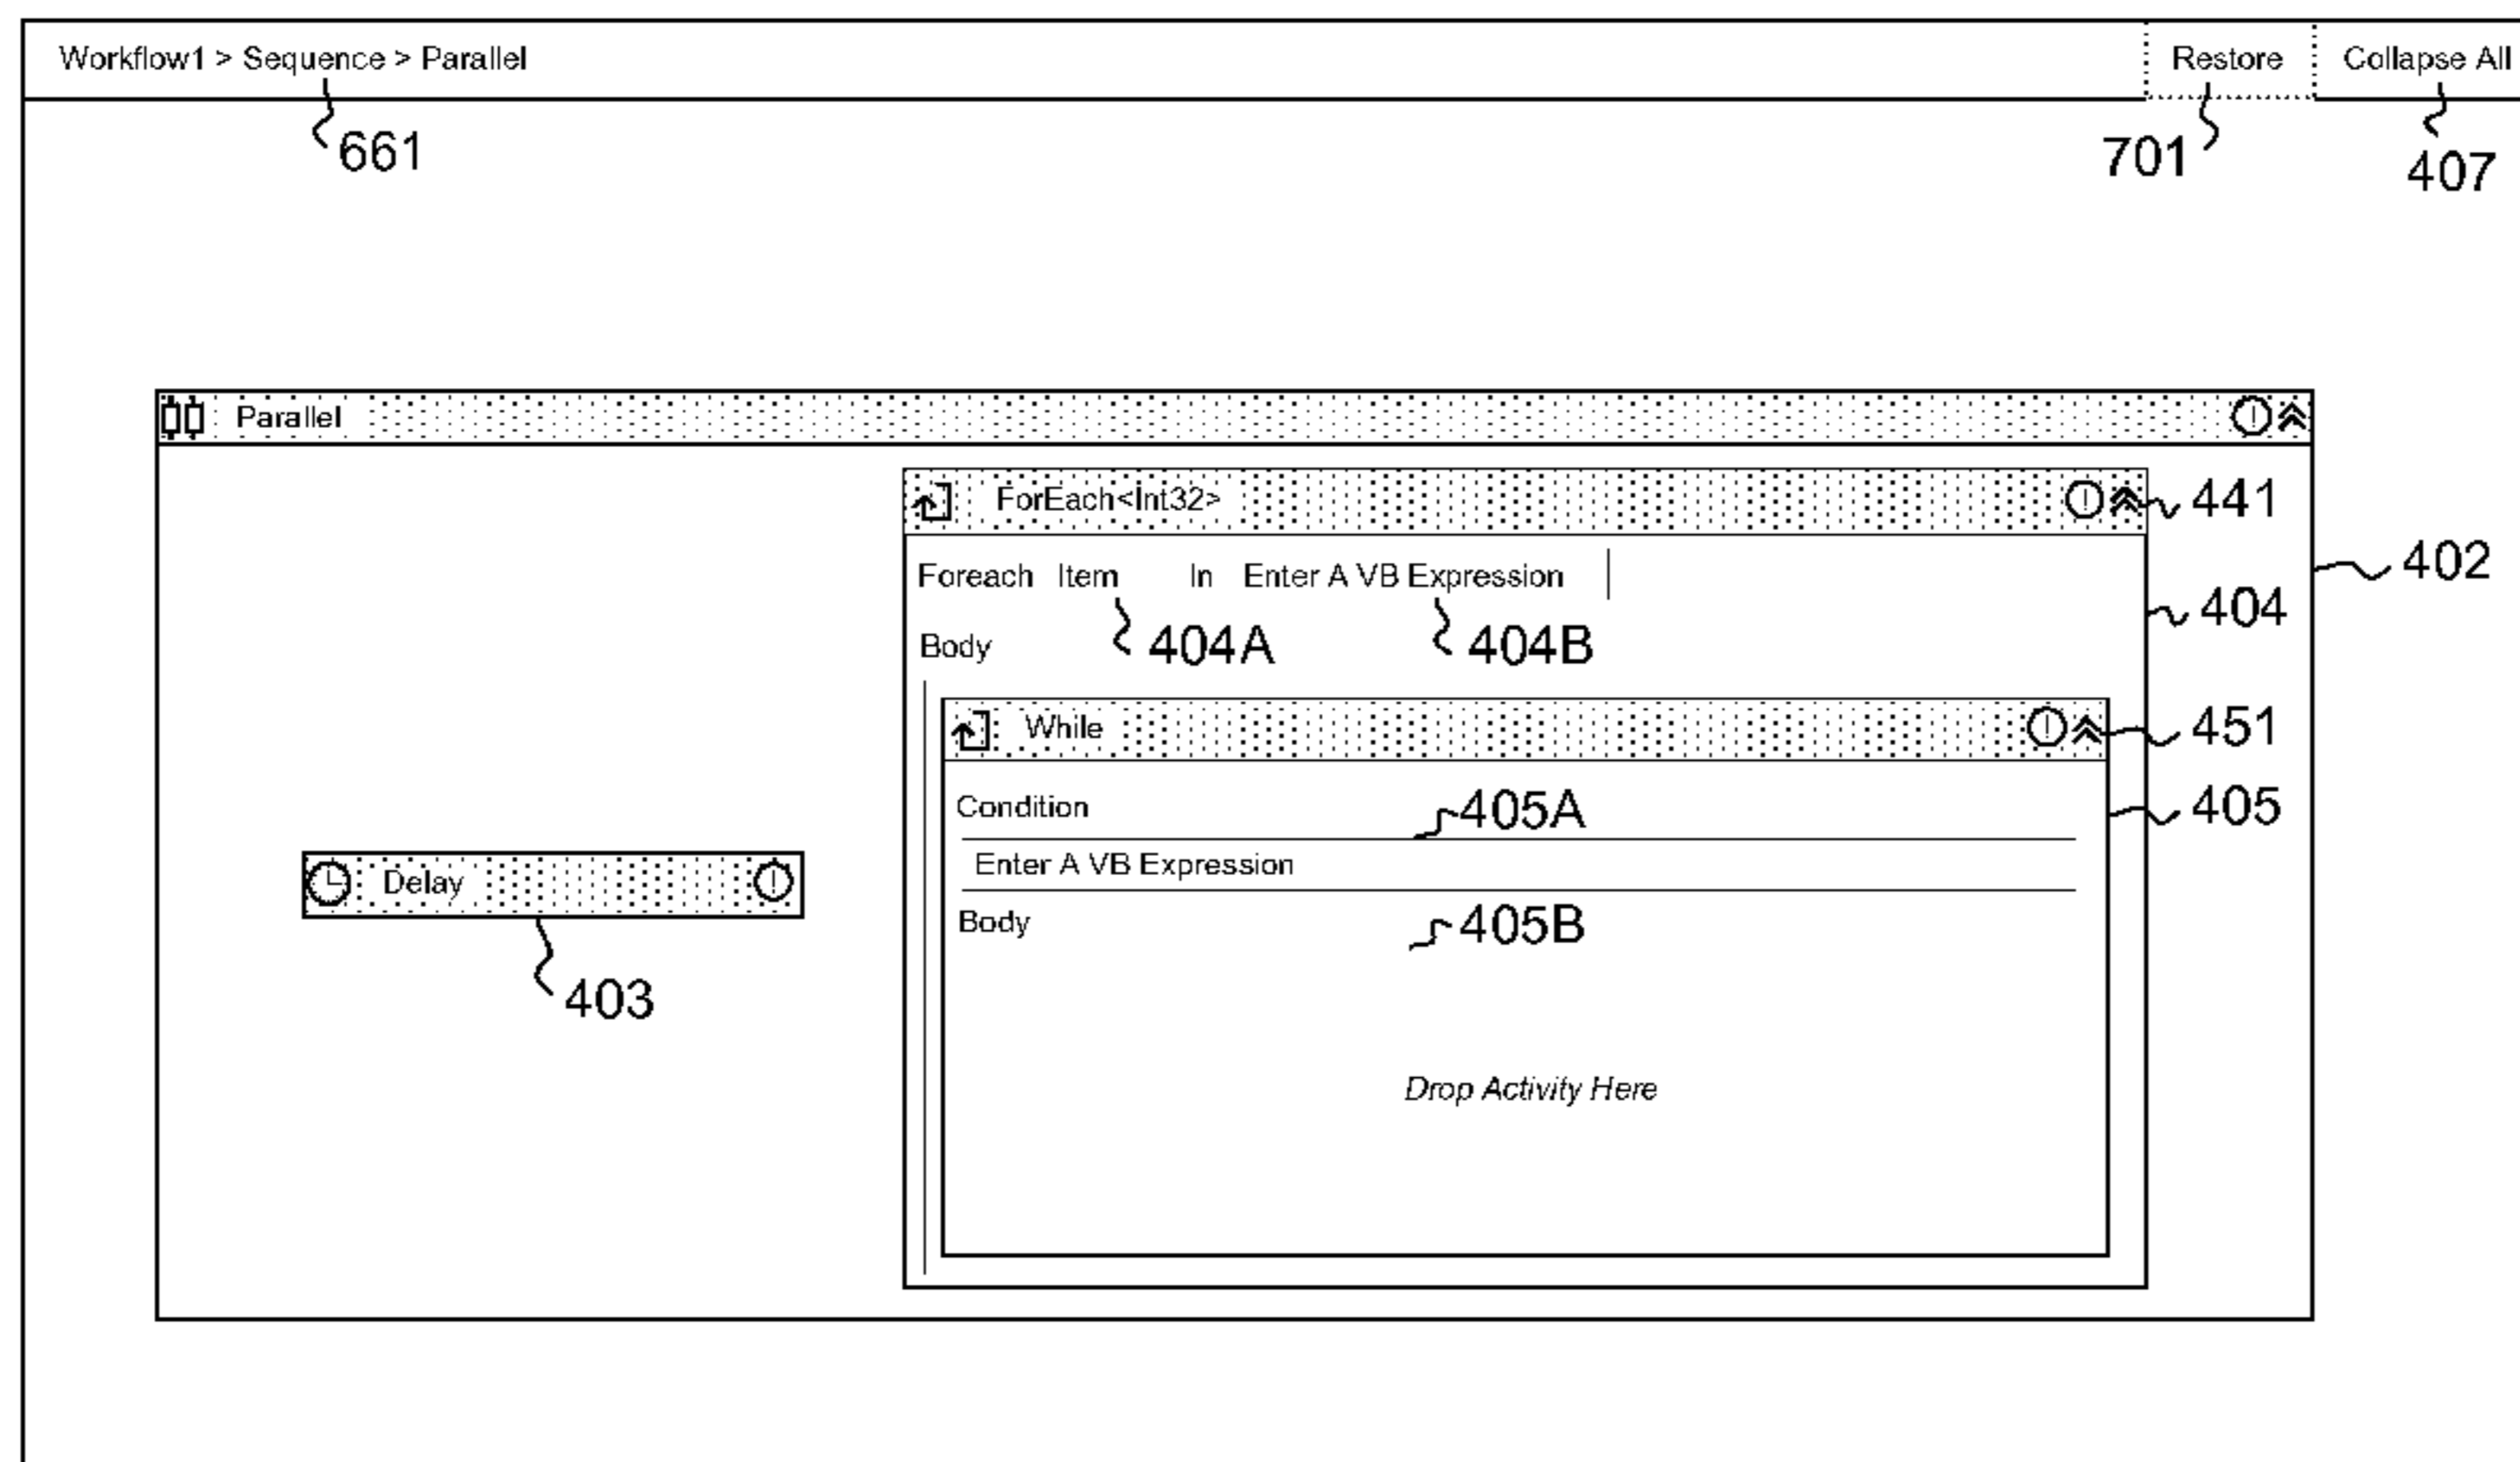 Workflow1 > Sequence > Parallel Restore Collapse All
661 701 407
Parallel
ForEach<Int32> 441
402
Foreach Item In Enter A VB Expression
404
Body 404A 404B
While 451
Condition 405A 405
Enter A VB Expression
Delay
Body 405B
403
Drop Activity Here